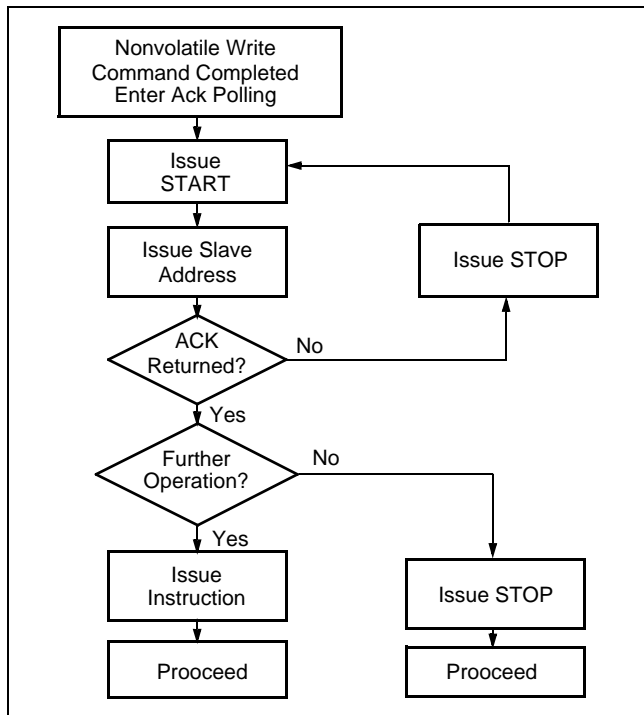 Nonvolatile Write
Command Completed
Enter Ack Polling
Issue
START
Issue Slave
Address
Issue STOP
ACK
Returned?
No
Yes
Further
Operation?
No
Yes
Issue
Instruction
Issue STOP
Prooceed
Prooceed